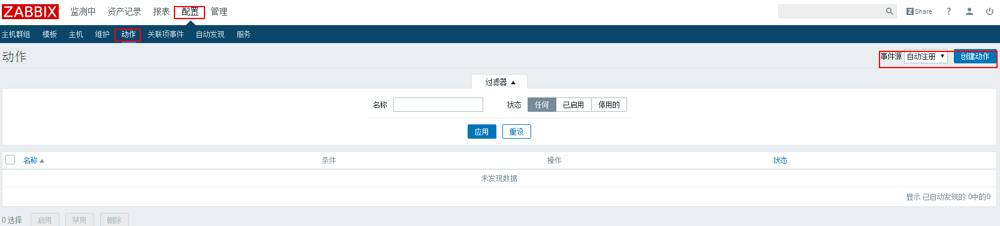 ZABBIX 监测中 资产记录 报表 配置 管理 Z Share ?
主机群组 模板 主机 维护 动作 关联项事件 自动发现 服务
动作 事件源 自动注册 创建动作
过滤器
名称 状态 任何 已启用 停用的
应用 重设
名称 条件 操作 状态
未发现数据
显示 已自动发现的 0中的0
0 选择 启用 禁用 删除